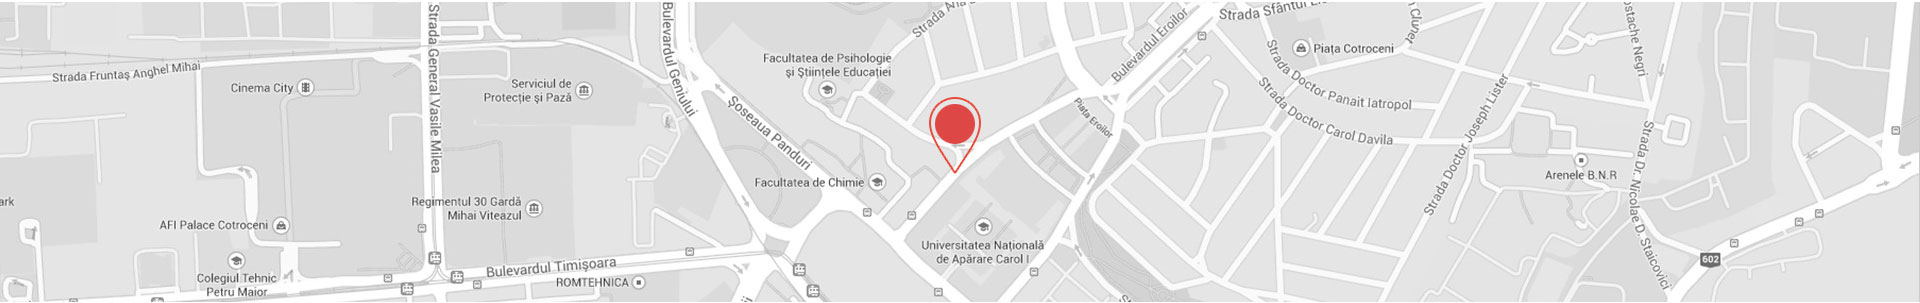 Strada General Vasile Milea
Bulevardul Geniului
Strada Sfântul
Bulevardul Eroilor
Strada Fruntaș Anghel Mihai
Cinema City
Serviciul de
Protecție și Pază
Facultatea de Psihologie
și Științele Educației
Piața Cotroceni
Strada Doctor Panait Iatropol
Strada Doctor Carol Davila
Strada Doctor Joseph Lister
Negri
Șoseaua Panduri
Piața Eroilor
Facultatea de Chimie
Arenele B.N.R
Strada Dr. Nicolae D. Staicovici
ark
Regimentul 30 Gardă
Mihai Viteazul
AFI Palace Cotroceni
Universitatea Națională
de Apărare Carol I
602
Colegiul Tehnic
Petru Maior
Bulevardul Timișoara
ROMTEHNICA